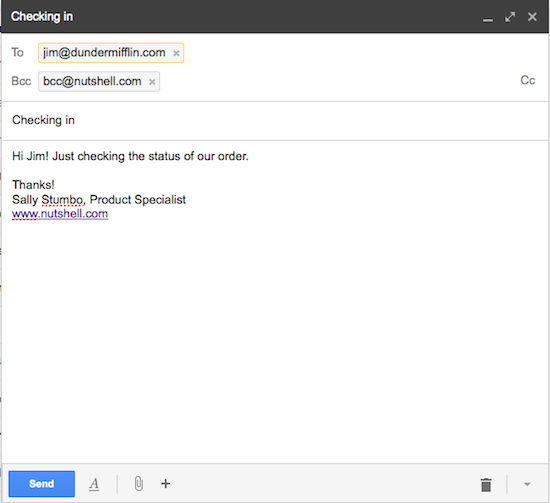 Checking in
To jim@dundermifflin.com
Bcc bcc@nutshell.com Cc
Checking in
Hi Jim! Just checking the status of our order.
Thanks!
Sally Stumbo, Product Specialist
www.nutshell.com
Send A